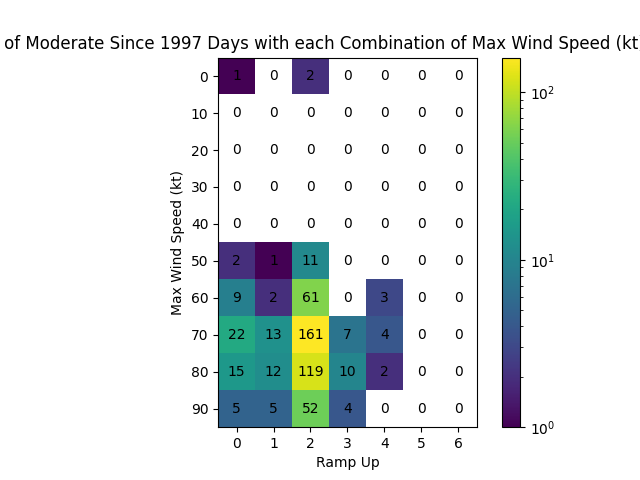 of Moderate Since 1997 Days with each Combination of Max Wind Speed (kt
0 1 0 2 0 0 0 0
10 0 0 0 0 0 0 0
20 0 0 0 0 0 0 0
30 0 0 0 0 0 0 0
40 0 0 0 0 0 0 0
50 2 1 11 0 0 0 0
60 9 2 61 0 3 0 0
70 22 13 161 7 4 0 0
80 15 12 119 10 2 0 0
90 5 5 52 4 0 0 0
0 1 2 3 4 5 6
Ramp Up
Max Wind Speed (kt)
10²
10¹
10⁰